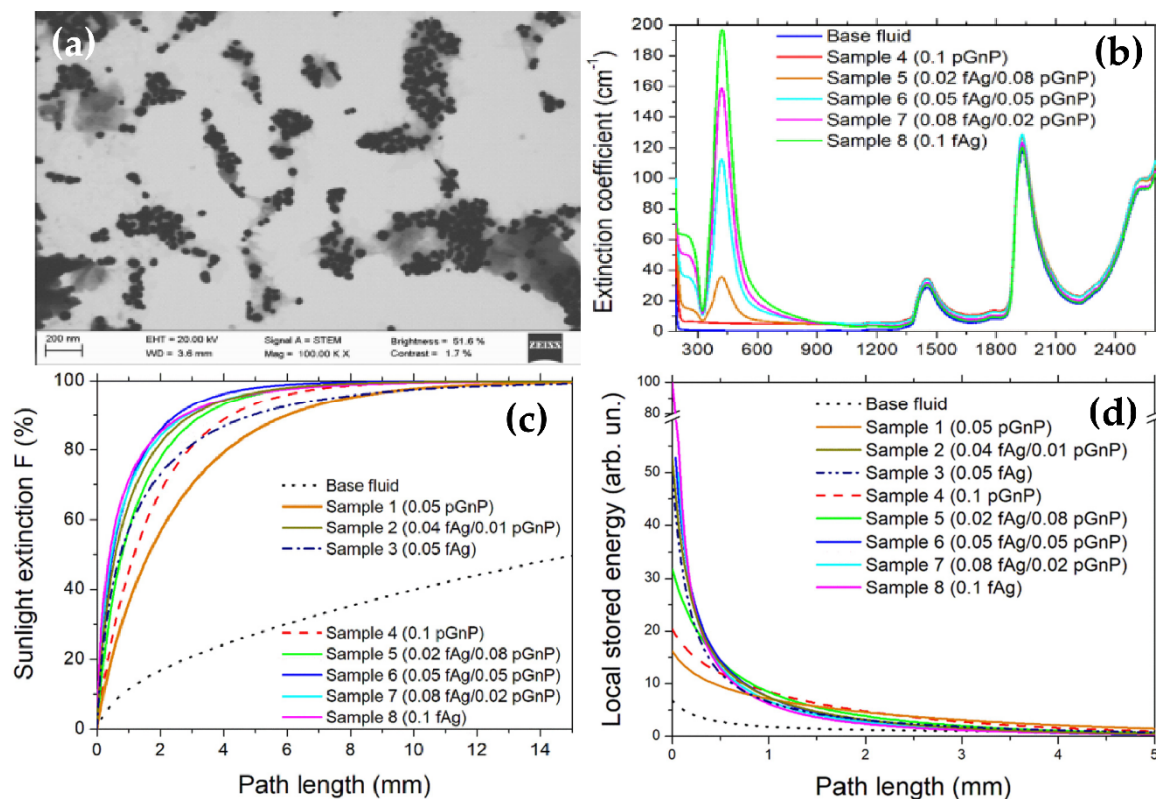 (a)
200 nm
EHT = 20.00 kV
WD = 3.6 mm
Signal A = STEM
Mag = 100.00 K X
Brightness = 51.6 %
Contrast = 1.7 %
ZEISS
(b)
Extinction coefficient (cm⁻¹)
200
180
160
140
120
100
80
60
40
20
0
Base fluid
Sample 4 (0.1 pGnP)
Sample 5 (0.02 fAg/0.08 pGnP)
Sample 6 (0.05 fAg/0.05 pGnP)
Sample 7 (0.08 fAg/0.02 pGnP)
Sample 8 (0.1 fAg)
300 600 900 1200 1500 1800 2100 2400
(c)
Sunlight extinction F (%)
100
80
60
40
20
0
Base fluid
Sample 1 (0.05 pGnP)
Sample 2 (0.04 fAg/0.01 pGnP)
Sample 3 (0.05 fAg)
Sample 4 (0.1 pGnP)
Sample 5 (0.02 fAg/0.08 pGnP)
Sample 6 (0.05 fAg/0.05 pGnP)
Sample 7 (0.08 fAg/0.02 pGnP)
Sample 8 (0.1 fAg)
0 2 4 6 8 10 12 14
Path length (mm)
(d)
Local stored energy (arb. un.)
100
80
50
40
30
20
10
0
Base fluid
Sample 1 (0.05 pGnP)
Sample 2 (0.04 fAg/0.01 pGnP)
Sample 3 (0.05 fAg)
Sample 4 (0.1 pGnP)
Sample 5 (0.02 fAg/0.08 pGnP)
Sample 6 (0.05 fAg/0.05 pGnP)
Sample 7 (0.08 fAg/0.02 pGnP)
Sample 8 (0.1 fAg)
0 1 2 3 4 5
Path length (mm)